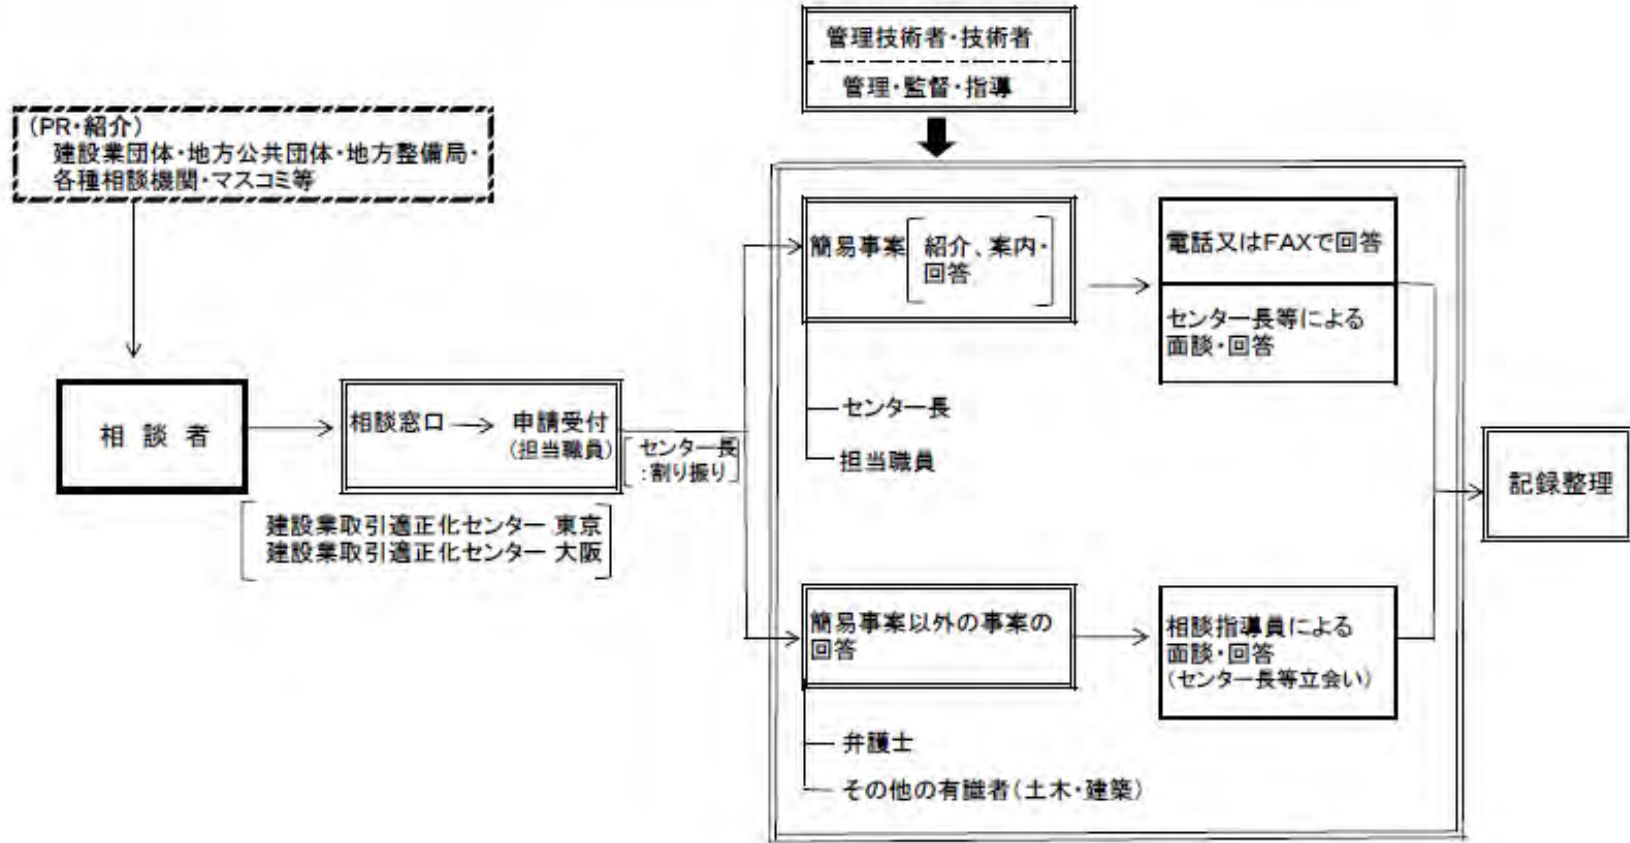 管理技術者・技術者
管理・監督・指導
(PR・紹介)
建設業団体・地方公共団体・地方整備局・
各種相談機関・マスコミ等
相 談 者
相談窓口
申請受付
(担当職員)
建設業取引適正化センター 東京
建設業取引適正化センター 大阪
センター長
:割り振り
簡易事案
紹介、案内・
回答
センター長
担当職員
電話又はFAXで回答
センター長等による
面談・回答
簡易事案以外の事案の
回答
弁護士
その他の有識者(土木・建築)
相談指導員による
面談・回答
(センター長等立会い)
記録整理